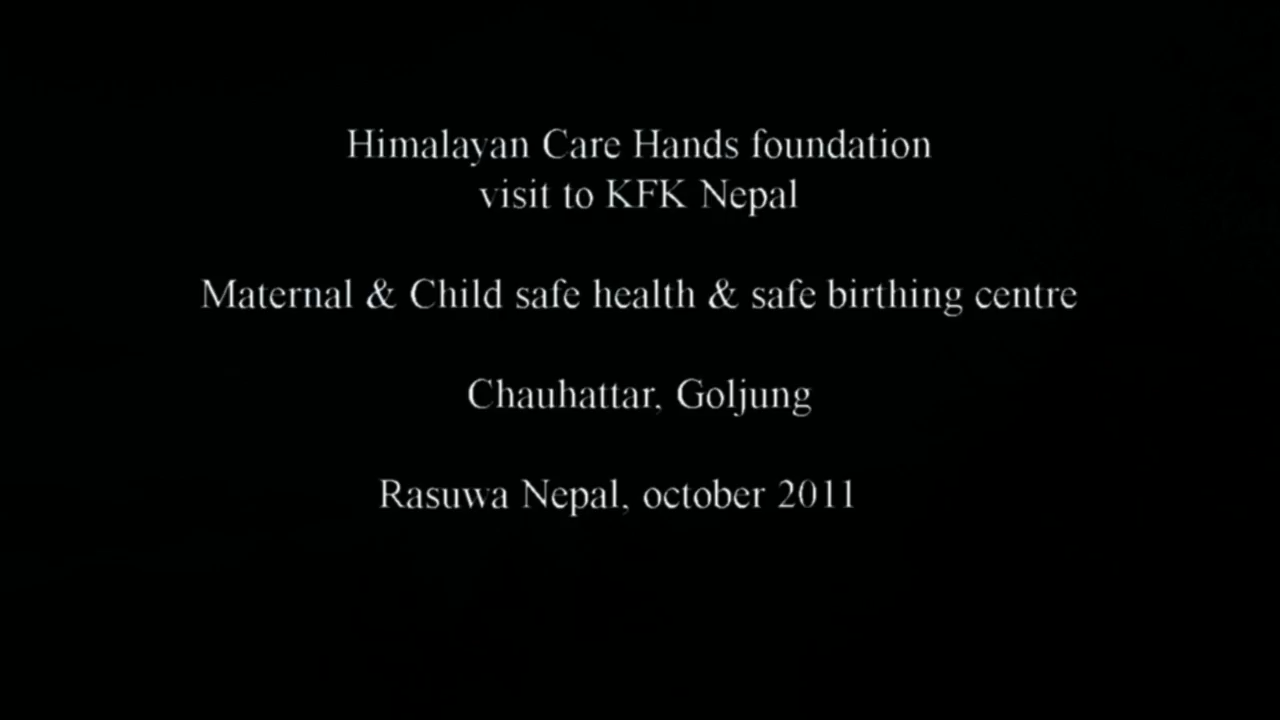 Himalayan Care Hands foundation
visit to KFK Nepal
Maternal & Child safe health & safe birthing centre
Chauhattar, Goljung
Rasuwa Nepal, october 2011